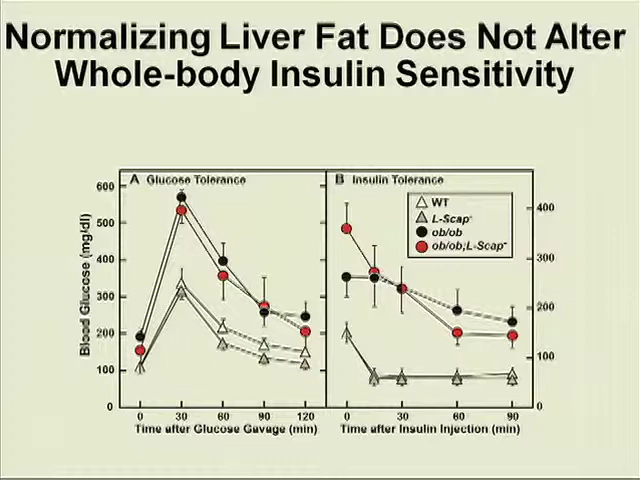 Normalizing Liver Fat Does Not Alter
Whole-body Insulin Sensitivity
A Glucose Tolerance
B Insulin Tolerance
WT
L-Scap-
ob/ob
ob/ob;L-Scap-
Blood Glucose (mg/dl)
600
500
400
300
200
100
0
400
300
200
100
0
0 30 60 90 120
0 30 60 90
Time after Glucose Gavage (min)
Time after Insulin Injection (min)